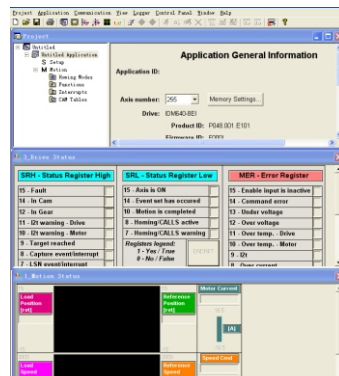 Project Application Communication View Logger Control Panel Window Help
Project
Untitled
Untitled Application
S Setup
M Motion
Homing Modes
Functions
Interrupts
CAM Tables
Application General Information
Application ID:
Axis number: 255 Memory Settings...
Drive: IDM640-8EI
Product ID: P048.001.E101
Firmware ID: F000I
Drive Status
SRH - Status Register High
15 - Fault
14 - In Cam
12 - In Gear
11 - I2t warning - Drive
10 - I2t warning - Motor
9 - Target reached
8 - Capture event/interrupt
7 - LSN event/interrupt
SRL - Status Register Low
15 - Axis is ON
14 - Event set has occured
10 - Motion is completed
8 - Homing/CALLS active
7 - Homing/CALLS warning
Registers legend:
1 - Yes / True
0 - No / False
MER - Error Register
15 - Enable input is inactive
14 - Command error
13 - Under voltage
12 - Over voltage
11 - Over temp. - Drive
10 - Over temp. - Motor
9 - I2t
8 - Over current
Motion Status
Load
Position
[rot]
Reference
Position
[rot]
Motor Current
[A]
Load
Speed
Reference
Speed
Speed Cmd